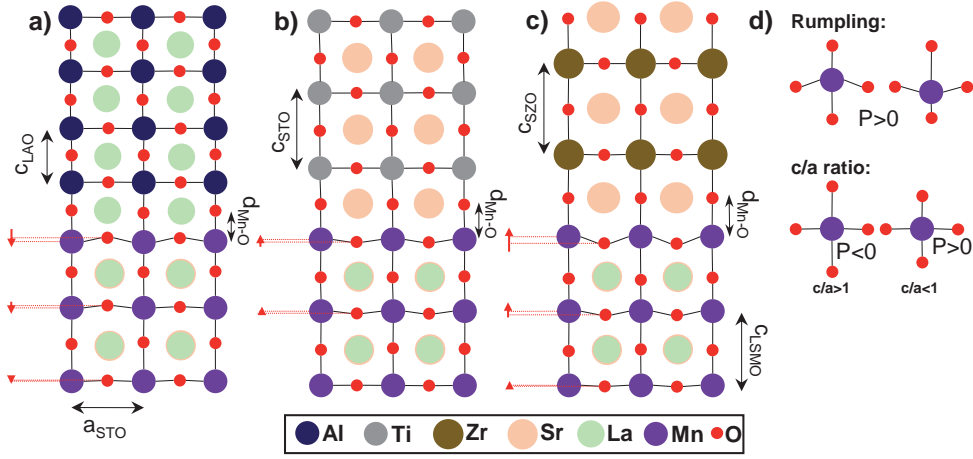 a)
c_LAO
d_Mn-O
a_STO
b)
c_STO
d_Mn-O
c)
c_SZO
d_Mn-O
c_LSMO
d)
Rumpling:
P>0
c/a ratio:
P<0
P>0
c/a>1
c/a<1
Al Ti Zr Sr La Mn O